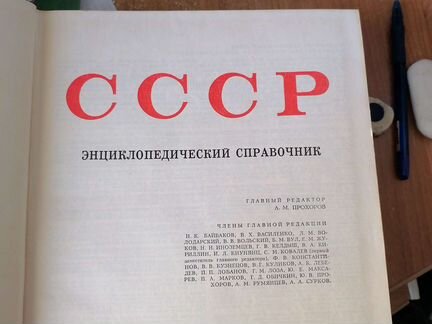 СССР
ЭНЦИКЛОПЕДИЧЕСКИЙ СПРАВОЧНИК
ГЛАВНЫЙ РЕДАКТОР
А. М. ПРОХОРОВ
ЧЛЕНЫ ГЛАВНОЙ РЕДАКЦИИ
Н. К. БАЙБАКОВ, В. Х. ВАСИЛЕНКО, Л. М. ВО-
ЛОДАРСКИЙ, В. В. ВОЛЬСКИЙ, Б. М. ВУЛ, Е. М. ЖУ-
КОВ, Н. Н. ИНОЗЕМЦЕВ, Г. В. КЕЛДЫШ, В. А. КИ-
РИЛЛИН, И. Л. КНУНЯНЦ, С. М. КОВАЛЕВ (первый
заместитель главного редактора), Ф. В. КОНСТАНТИ-
НОВ, В. В. КУЗНЕЦОВ, В. Г. КУЛИКОВ, А. К. ЛЕБЕ-
ДЕВ, П. П. ЛОБАНОВ, Г. М. ЛОЗА, Ю. Е. МАКСА-
РЕВ, П. А. МАРКОВ, Г. Д. ОБИЧКИН, Ю. В. ПРО-
ХОРОВ, А. М. РУМЯНЦЕВ, А. А. СУРКОВ,